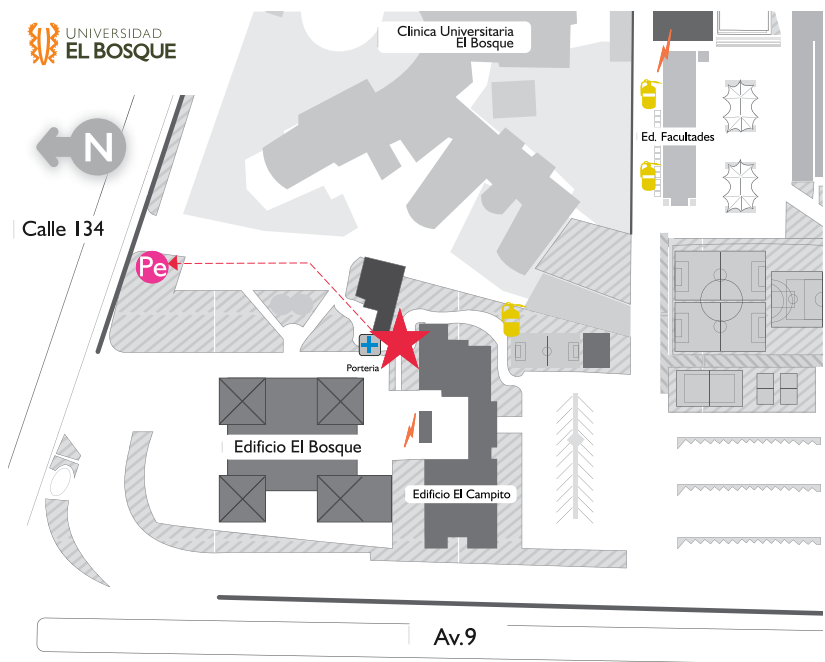 UNIVERSIDAD
EL BOSQUE
Clinica Universitaria
El Bosque
N
Ed. Facultades
Calle 134
Pe
Porteria
Edificio El Bosque
Edificio El Campito
Av.9